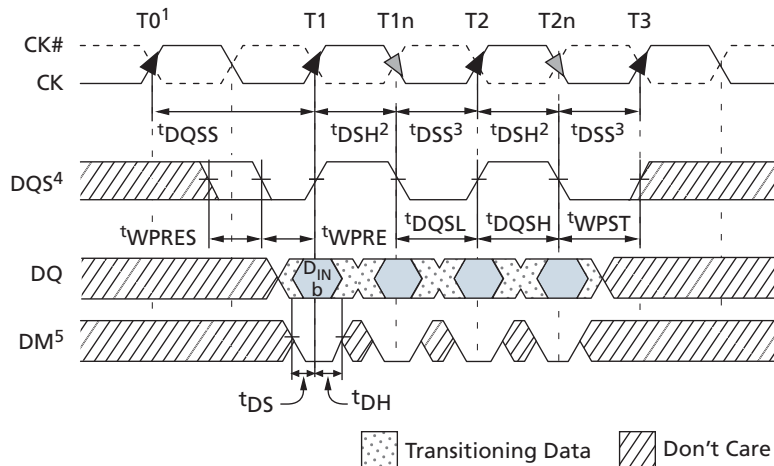 T0¹ T1 T1n T2 T2n T3
CK#
CK
tDQSS tDSH² tDSS³ tDSH² tDSS³
DQS⁴
tWPRES tWPRE tDQSL tDQSH tWPST
DQ
DIN
b
DM⁵
tDS tDH
Transitioning Data Don't Care